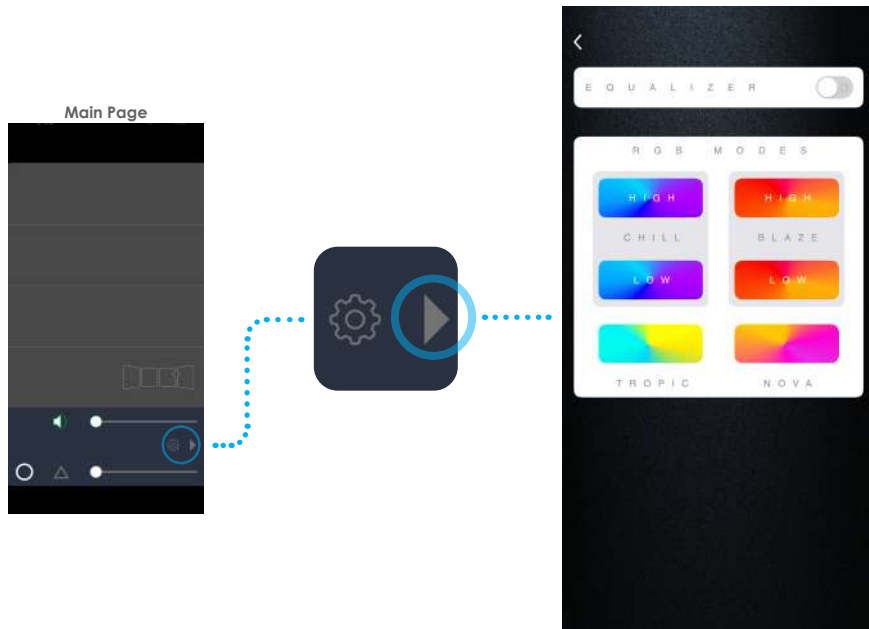 Main Page
EQUALIZER
RGB MODES
HIGH HIGH
CHILL BLAZE
LOW LOW
TROPIC NOVA